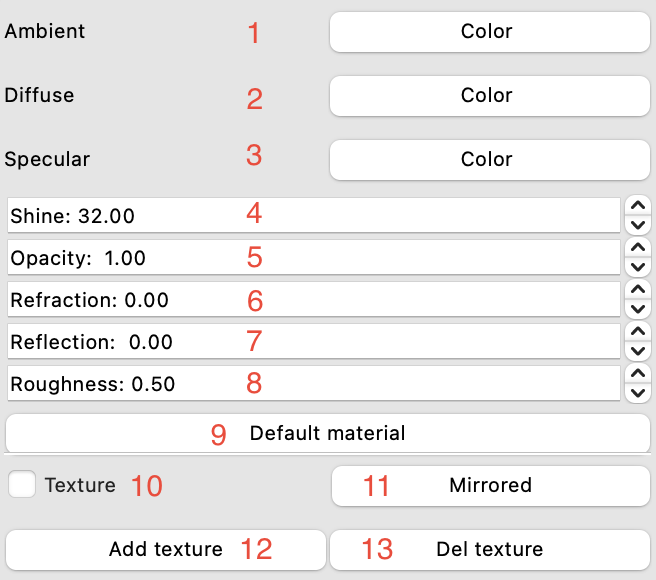 Ambient 1 Color
Diffuse 2 Color
Specular 3 Color
Shine: 32.00 4
Opacity: 1.00 5
Refraction: 0.00 6
Reflection: 0.00 7
Roughness: 0.50 8
9 Default material
Texture 10 11 Mirrored
Add texture 12 13 Del texture